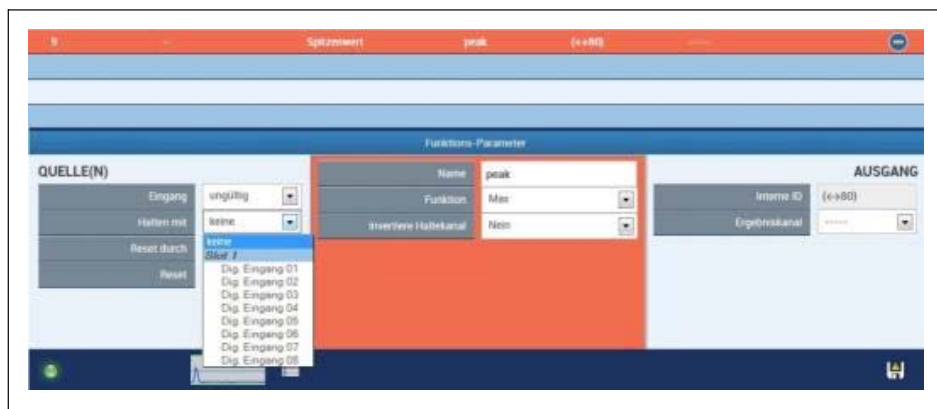 9 -- Spitzenwert peak (<->80) -----
Funktions-Parameter
QUELLE(N)
Eingang ungültig
Halten mit keine
Reset durch
Reset
keine
Slot 1
Dig. Eingang 01
Dig. Eingang 02
Dig. Eingang 03
Dig. Eingang 04
Dig. Eingang 05
Dig. Eingang 06
Dig. Eingang 07
Dig. Eingang 08
Name peak
Funktion Max
Invertiere Haltekanal Nein
AUSGANG
Interne ID (<->80)
Ergebniskanal -----